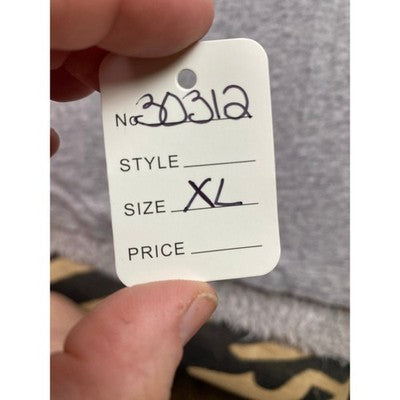 No. 30312
STYLE
SIZE XL
PRICE